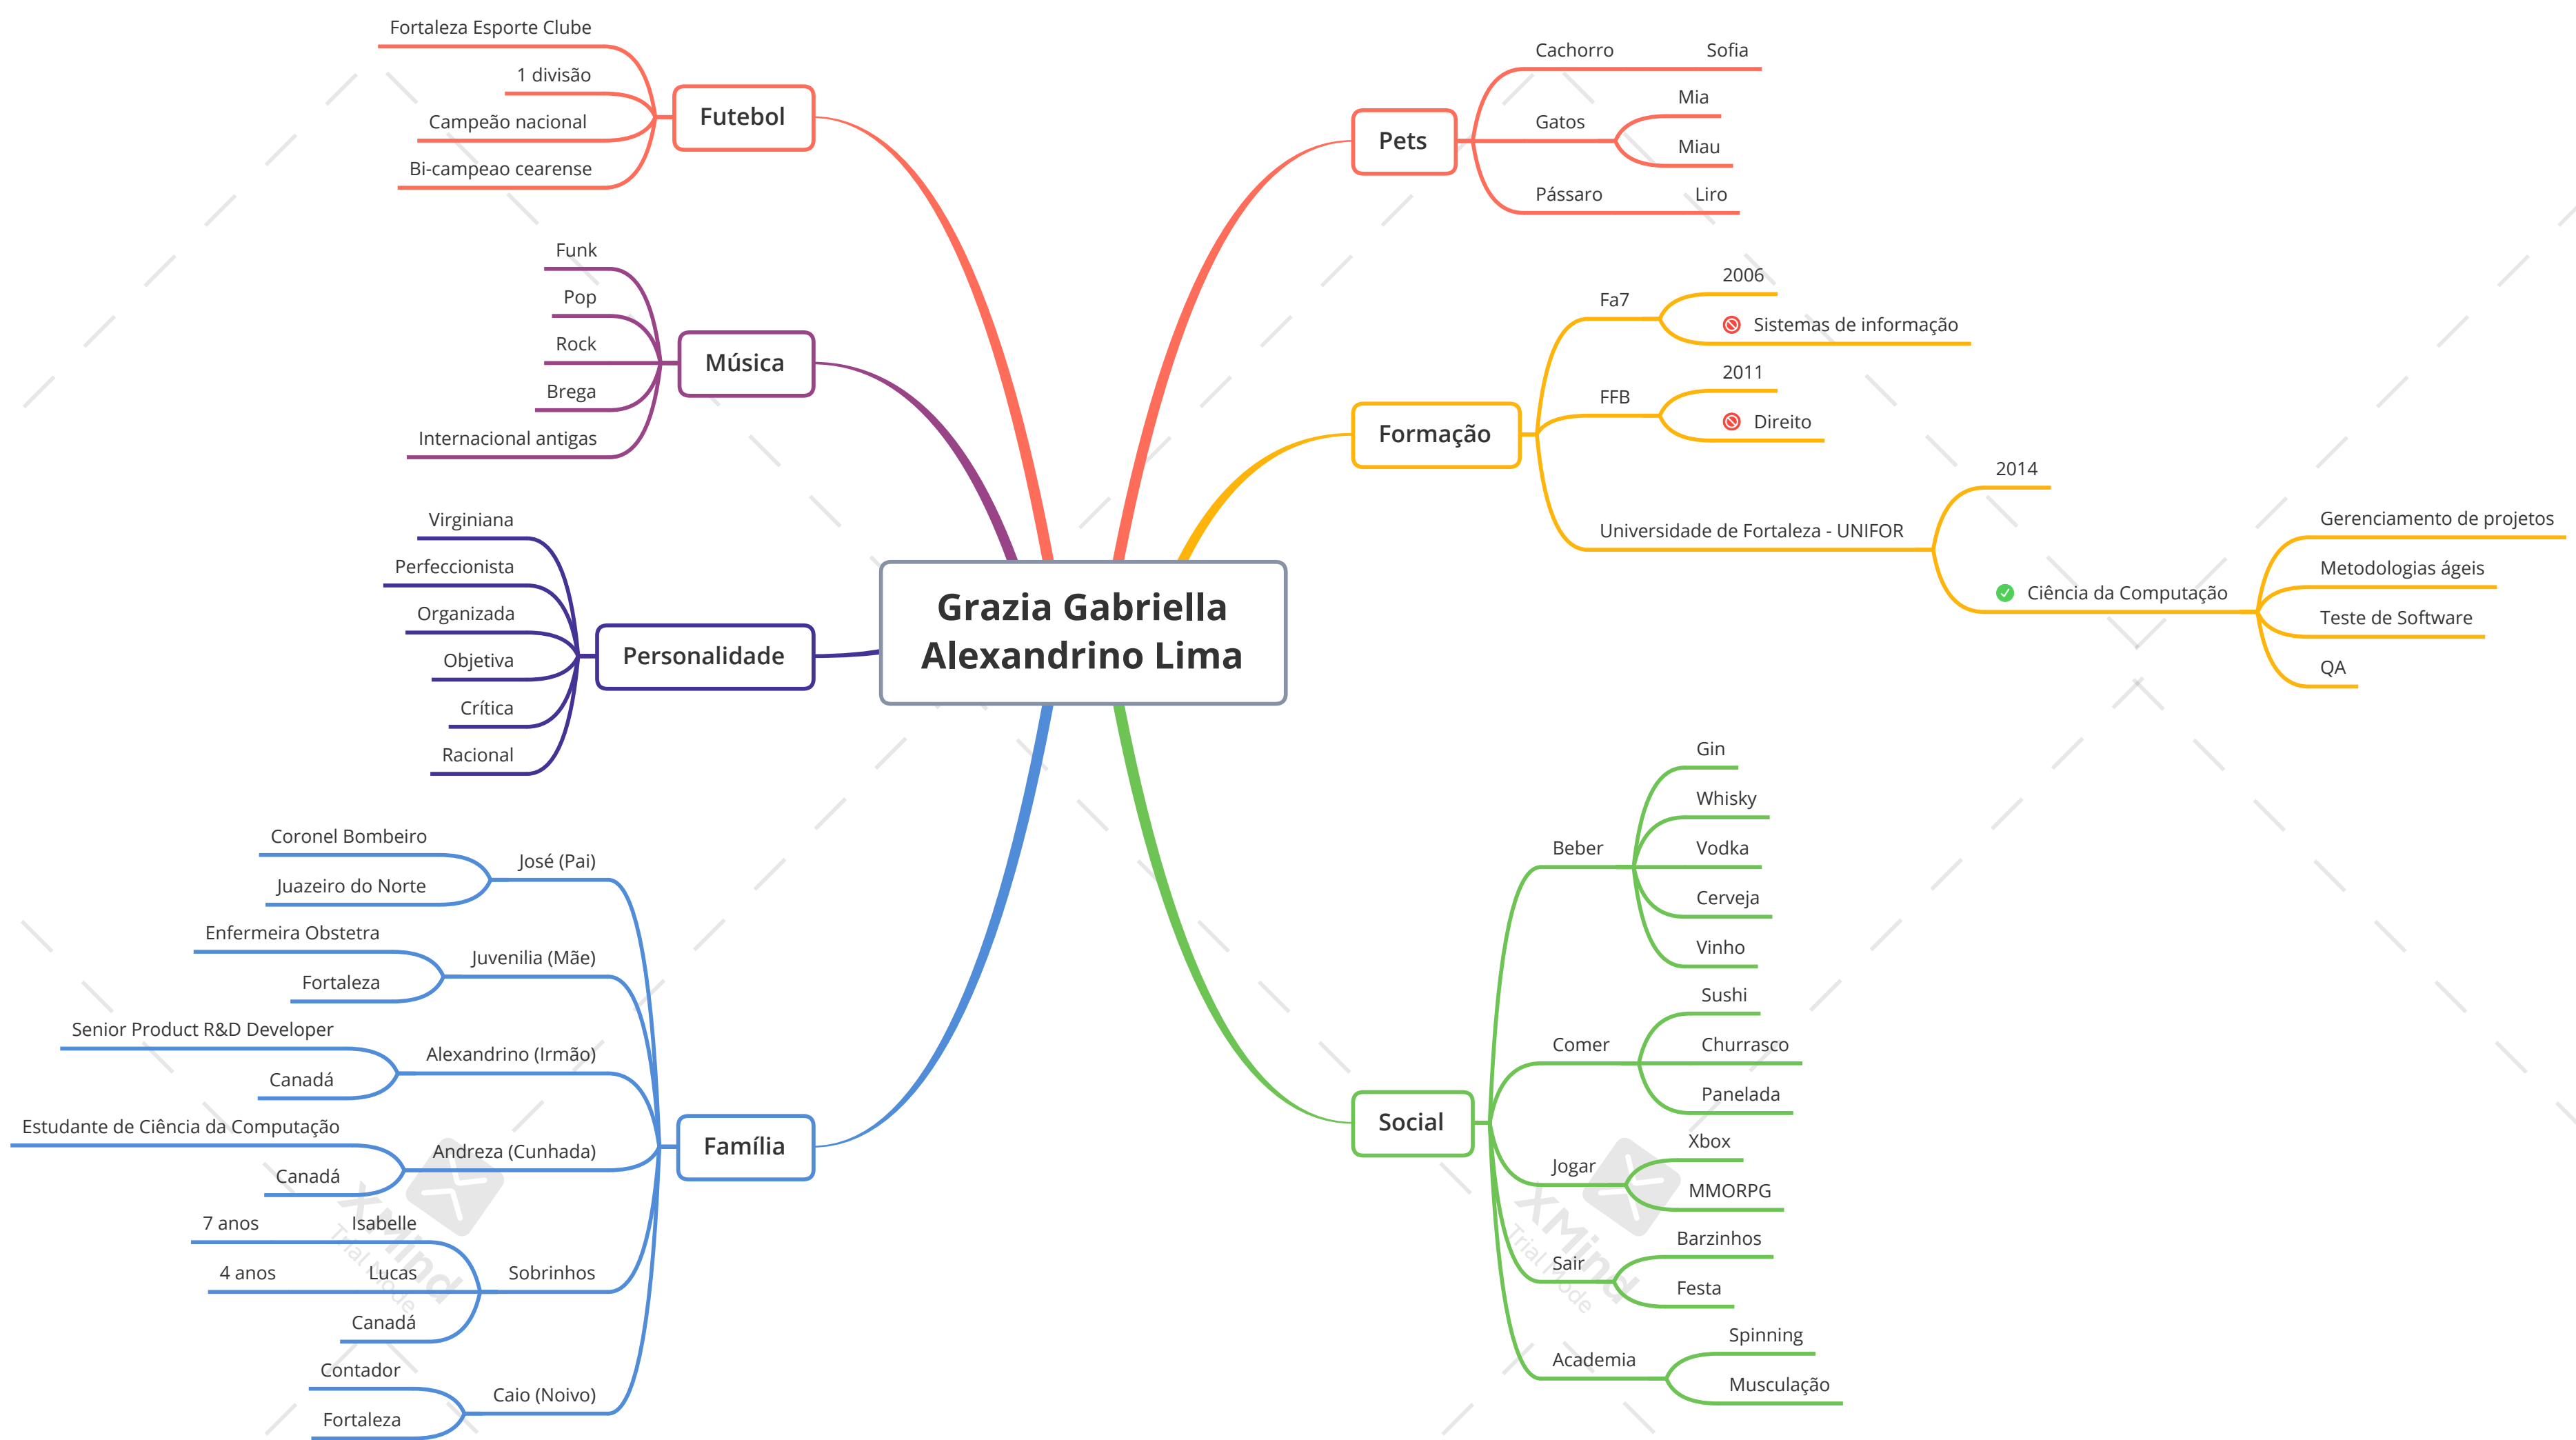 Grazia Gabriella
Alexandrino Lima
Futebol
Fortaleza Esporte Clube
1 divisão
Campeão nacional
Bi-campeao cearense
Música
Funk
Pop
Rock
Brega
Internacional antigas
Personalidade
Virginiana
Perfeccionista
Organizada
Objetiva
Crítica
Racional
Família
José (Pai)
Coronel Bombeiro
Juazeiro do Norte
Juvenilia (Mãe)
Enfermeira Obstetra
Fortaleza
Alexandrino (Irmão)
Senior Product R&D Developer
Canadá
Andreza (Cunhada)
Estudante de Ciência da Computação
Canadá
Sobrinhos
Isabelle
7 anos
Lucas
4 anos
Canadá
Caio (Noivo)
Contador
Fortaleza
Pets
Cachorro
Sofia
Gatos
Mia
Miau
Pássaro
Liro
Formação
Fa7
2006
Sistemas de informação
FFB
2011
Direito
Universidade de Fortaleza - UNIFOR
2014
Ciência da Computação
Gerenciamento de projetos
Metodologias ágeis
Teste de Software
QA
Social
Beber
Gin
Whisky
Vodka
Cerveja
Vinho
Comer
Sushi
Churrasco
Panelada
Jogar
Xbox
MMORPG
Sair
Barzinhos
Festa
Academia
Spinning
Musculação
XMind
Trial Mode
XMind
Trial Mode